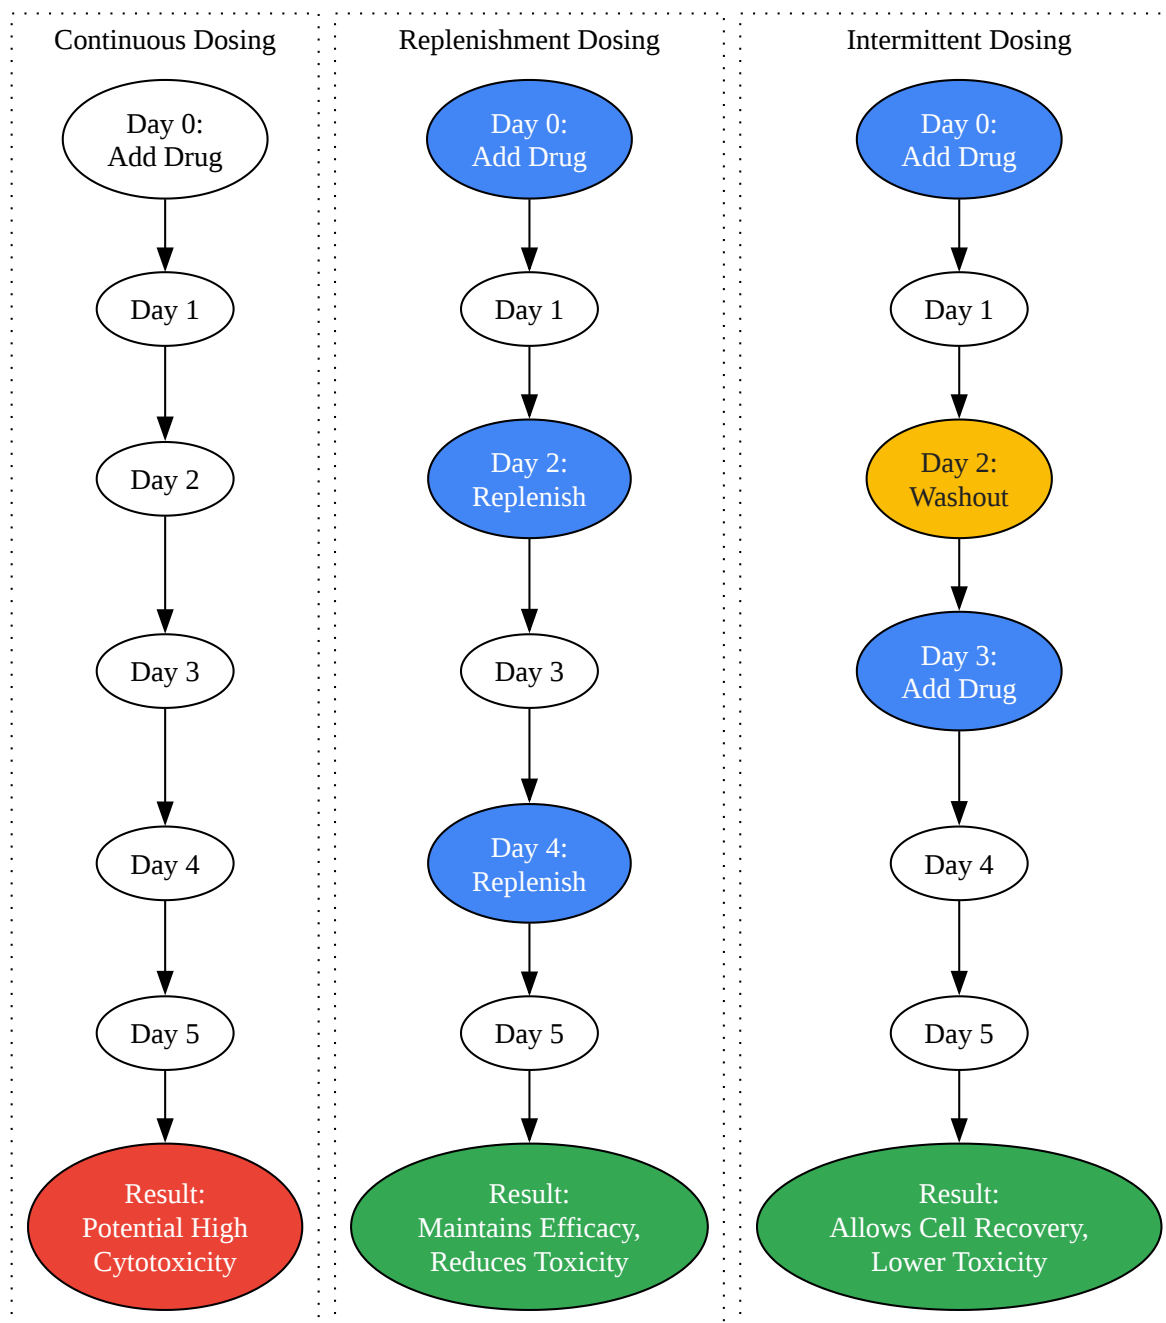 Continuous Dosing
Day 0:
Add Drug
Day 1
Day 2
Day 3
Day 4
Day 5
Result:
Potential High
Cytotoxicity
Replenishment Dosing
Day 0:
Add Drug
Day 1
Day 2:
Replenish
Day 3
Day 4:
Replenish
Day 5
Result:
Maintains Efficacy,
Reduces Toxicity
Intermittent Dosing
Day 0:
Add Drug
Day 1
Day 2:
Washout
Day 3:
Add Drug
Day 4
Day 5
Result:
Allows Cell Recovery,
Lower Toxicity